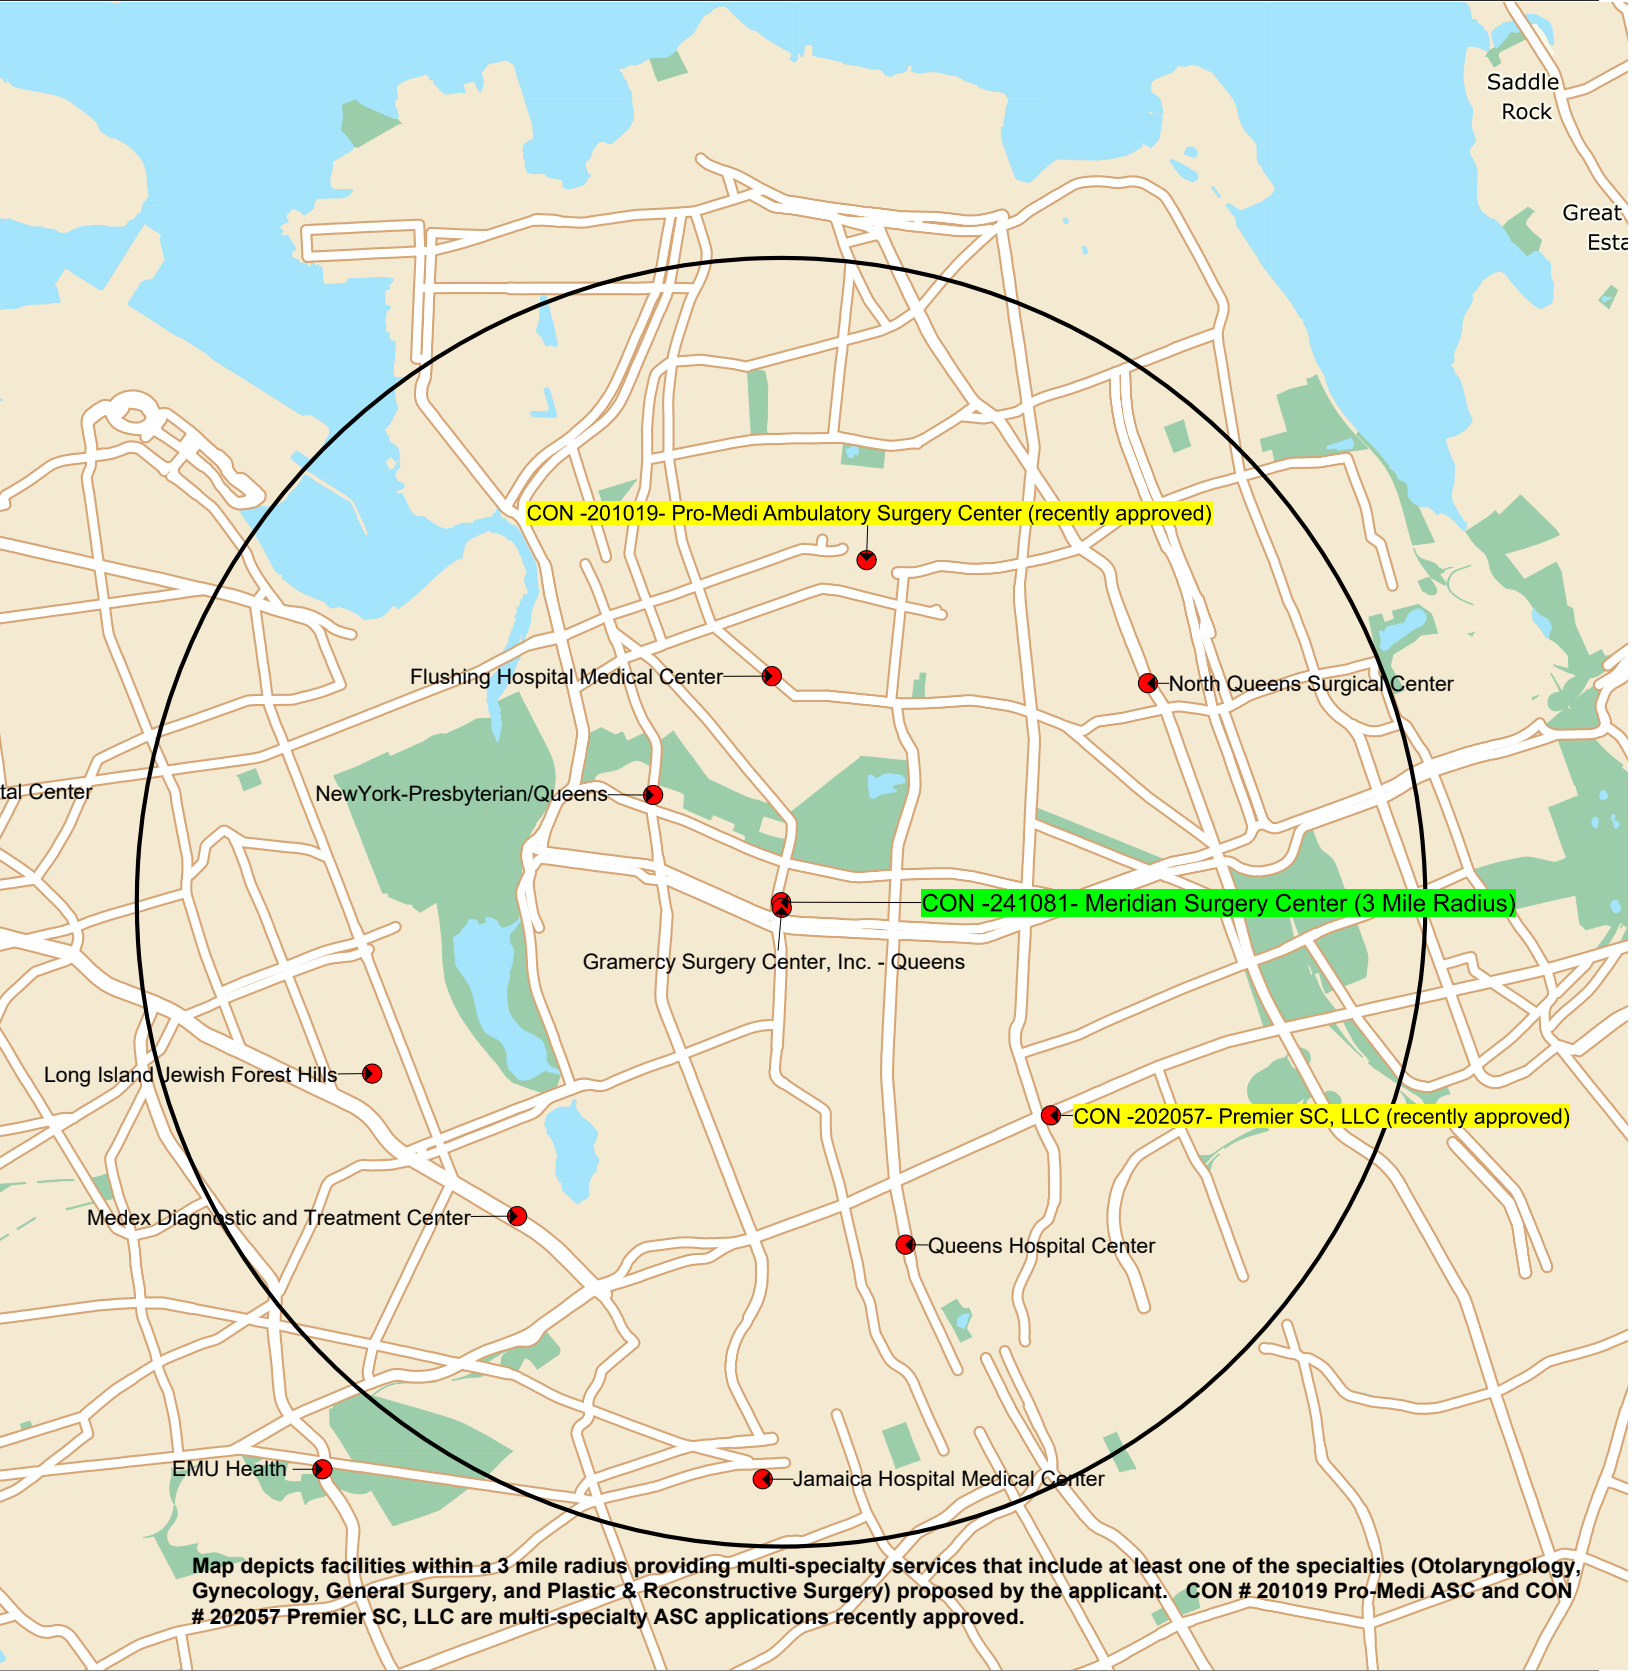 Saddle
Rock
Great
Esta
CON -201019- Pro-Medi Ambulatory Surgery Center (recently approved)
Flushing Hospital Medical Center
North Queens Surgical Center
tal Center
NewYork-Presbyterian/Queens
CON -241081- Meridian Surgery Center (3 Mile Radius)
Gramercy Surgery Center, Inc. - Queens
Long Island Jewish Forest Hills
CON -202057- Premier SC, LLC (recently approved)
Medex Diagnostic and Treatment Center
Queens Hospital Center
EMU Health
Jamaica Hospital Medical Center
Map depicts facilities within a 3 mile radius providing multi-specialty services that include at least one of the specialties (Otolaryngology,
Gynecology, General Surgery, and Plastic & Reconstructive Surgery) proposed by the applicant. CON # 201019 Pro-Medi ASC and CON
# 202057 Premier SC, LLC are multi-specialty ASC applications recently approved.